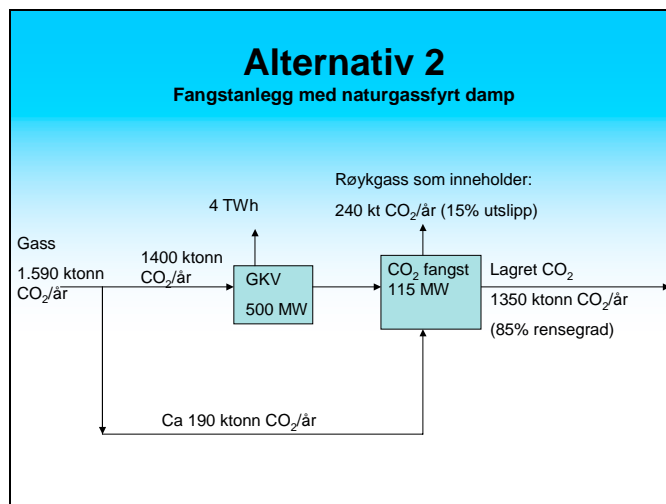 Alternativ 2
Fangstanlegg med naturgassfyrt damp
Røykgass som inneholder:
240 kt CO₂/år (15% utslipp)
4 TWh
Gass
1.590 ktonn
CO₂/år
1400 ktonn
CO₂/år
GKV
500 MW
CO₂ fangst
115 MW
Lagret CO₂
1350 ktonn CO₂/år
(85% rensegrad)
Ca 190 ktonn CO₂/år